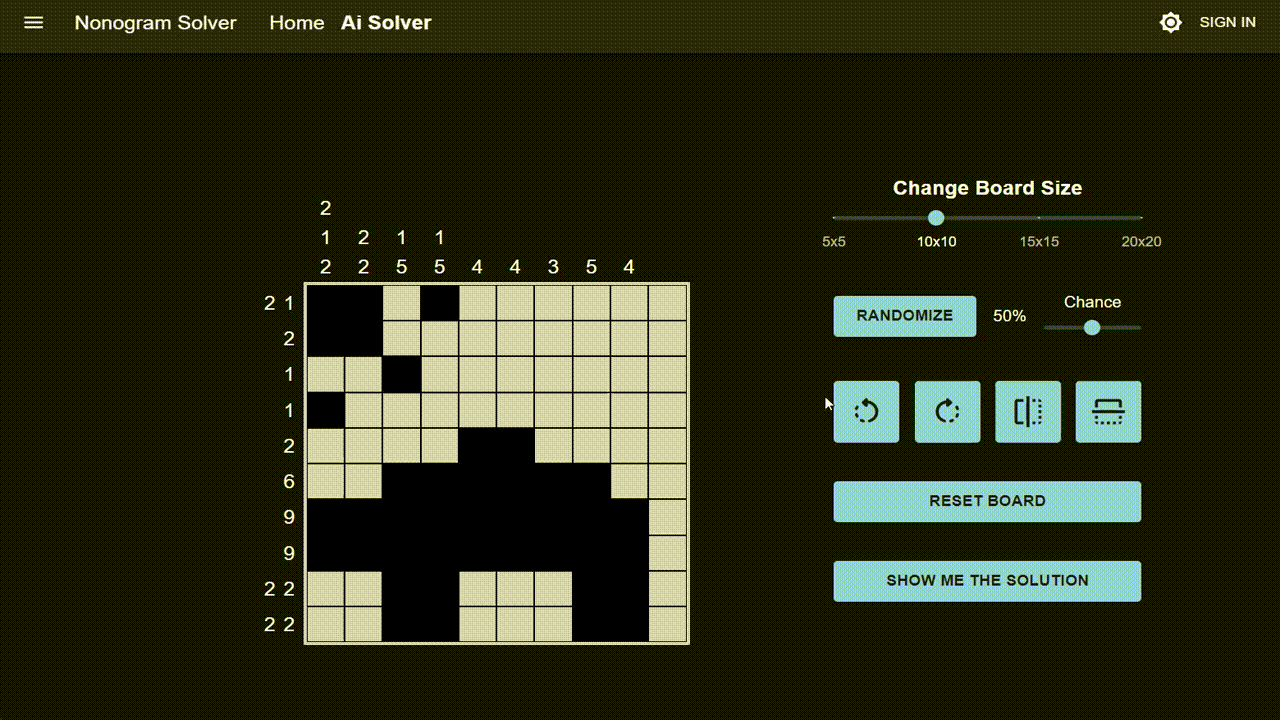 Nonogram Solver Home Ai Solver SIGN IN
Change Board Size
5x5 10x10 15x15 20x20
2
1 2 1 1
2 2 5 5 4 4 3 5 4
2 1
2
1
1
2
6
9
9
2 2
2 2
Chance
RANDOMIZE 50%
RESET BOARD
SHOW ME THE SOLUTION